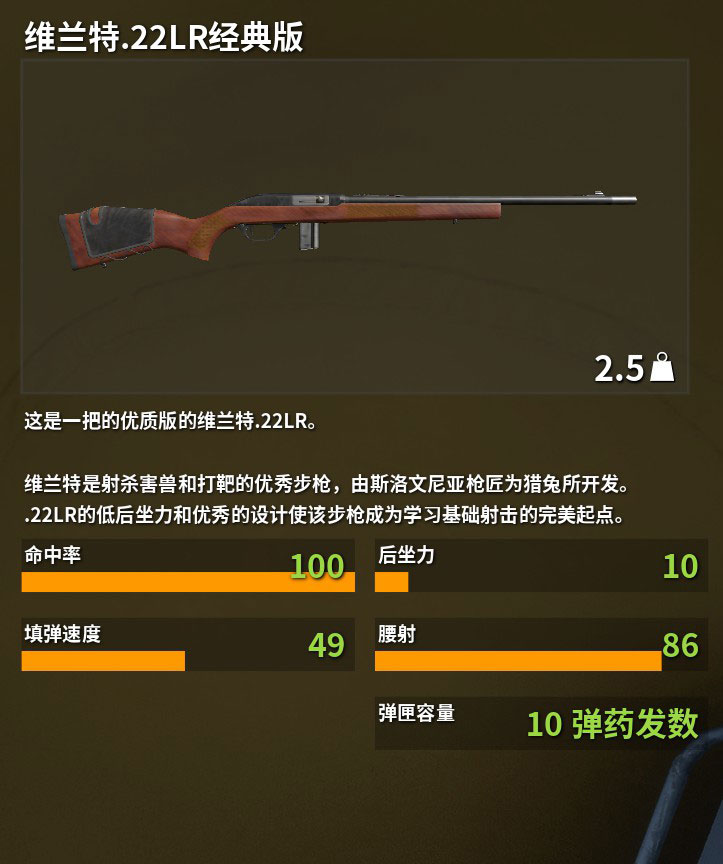 维兰特.22LR经典版
2.5
这是一把的优质版的维兰特.22LR。
维兰特是射杀害兽和打靶的优秀步枪，由斯洛文尼亚枪匠为猎兔所开发。
.22LR的低后坐力和优秀的设计使该步枪成为学习基础射击的完美起点。
命中率 100
后坐力 10
填弹速度 49
腰射 86
弹匣容量 10 弹药发数